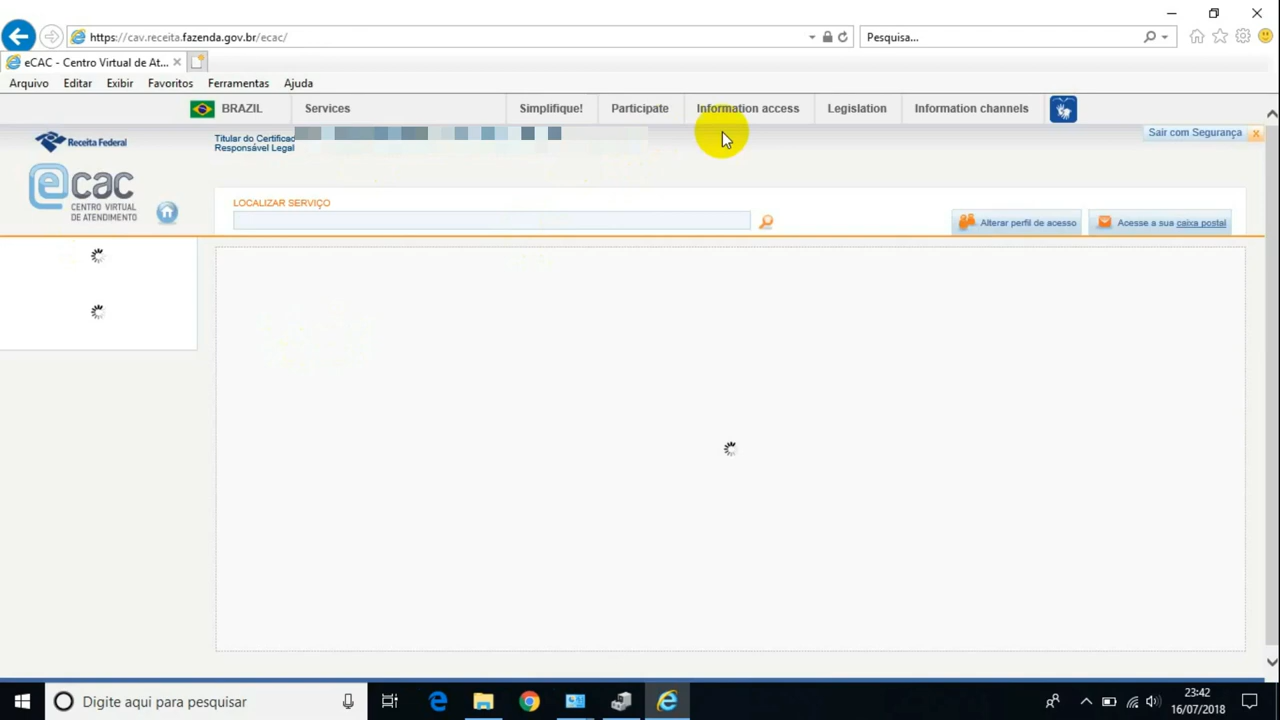 https://cav.receita.fazenda.gov.br/ecac/
Pesquisa...
eCAC - Centro Virtual de At...
Arquivo Editar Exibir Favoritos Ferramentas Ajuda
BRAZIL Services Simplifique! Participate Information access Legislation Information channels
Receita Federal
Titular do Certificad
Responsável Legal
Sair com Segurança x
ecac
CENTRO VIRTUAL
DE ATENDIMENTO
LOCALIZAR SERVIÇO
Alterar perfil de acesso
Acesse a sua caixa postal
Digite aqui para pesquisar
23:42
16/07/2018